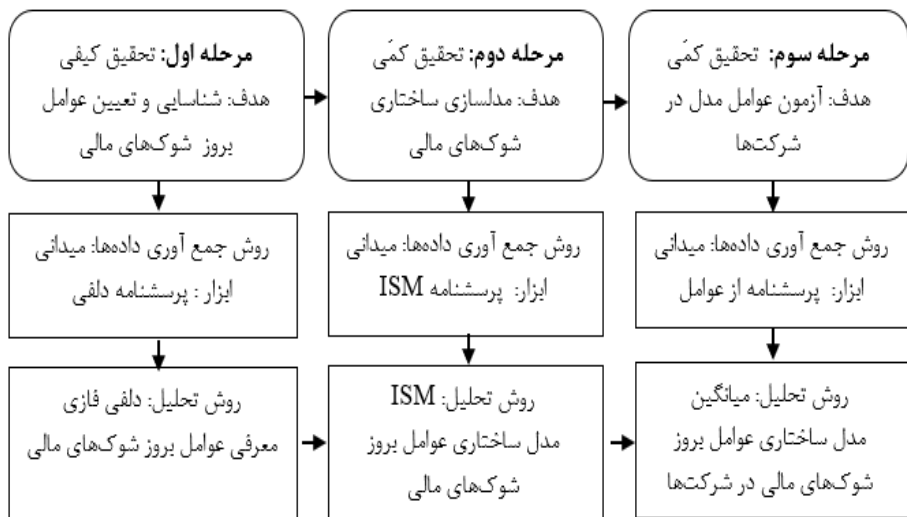 مرحله اول: تحقیق کیفی
هدف: شناسایی و تعیین عوامل
بروز شوک‌های مالی
مرحله دوم: تحقیق کمّی
هدف: مدلسازی ساختاری
شوک‌های مالی
مرحله سوم: تحقیق کمّی
هدف: آزمون عوامل مدل در
شرکت‌ها
روش جمع آوری داده‌ها: میدانی
ابزار : پرسشنامه دلفی
روش جمع آوری داده‌ها: میدانی
ابزار: پرسشنامه ISM
روش جمع آوری داده‌ها: میدانی
ابزار: پرسشنامه از عوامل
روش تحلیل: دلفی فازی
معرفی عوامل بروز شوک‌های مالی
روش تحلیل: ISM
مدل ساختاری عوامل بروز
شوک‌های مالی
روش تحلیل: میانگین
مدل ساختاری عوامل بروز
شوک‌های مالی در شرکت‌ها